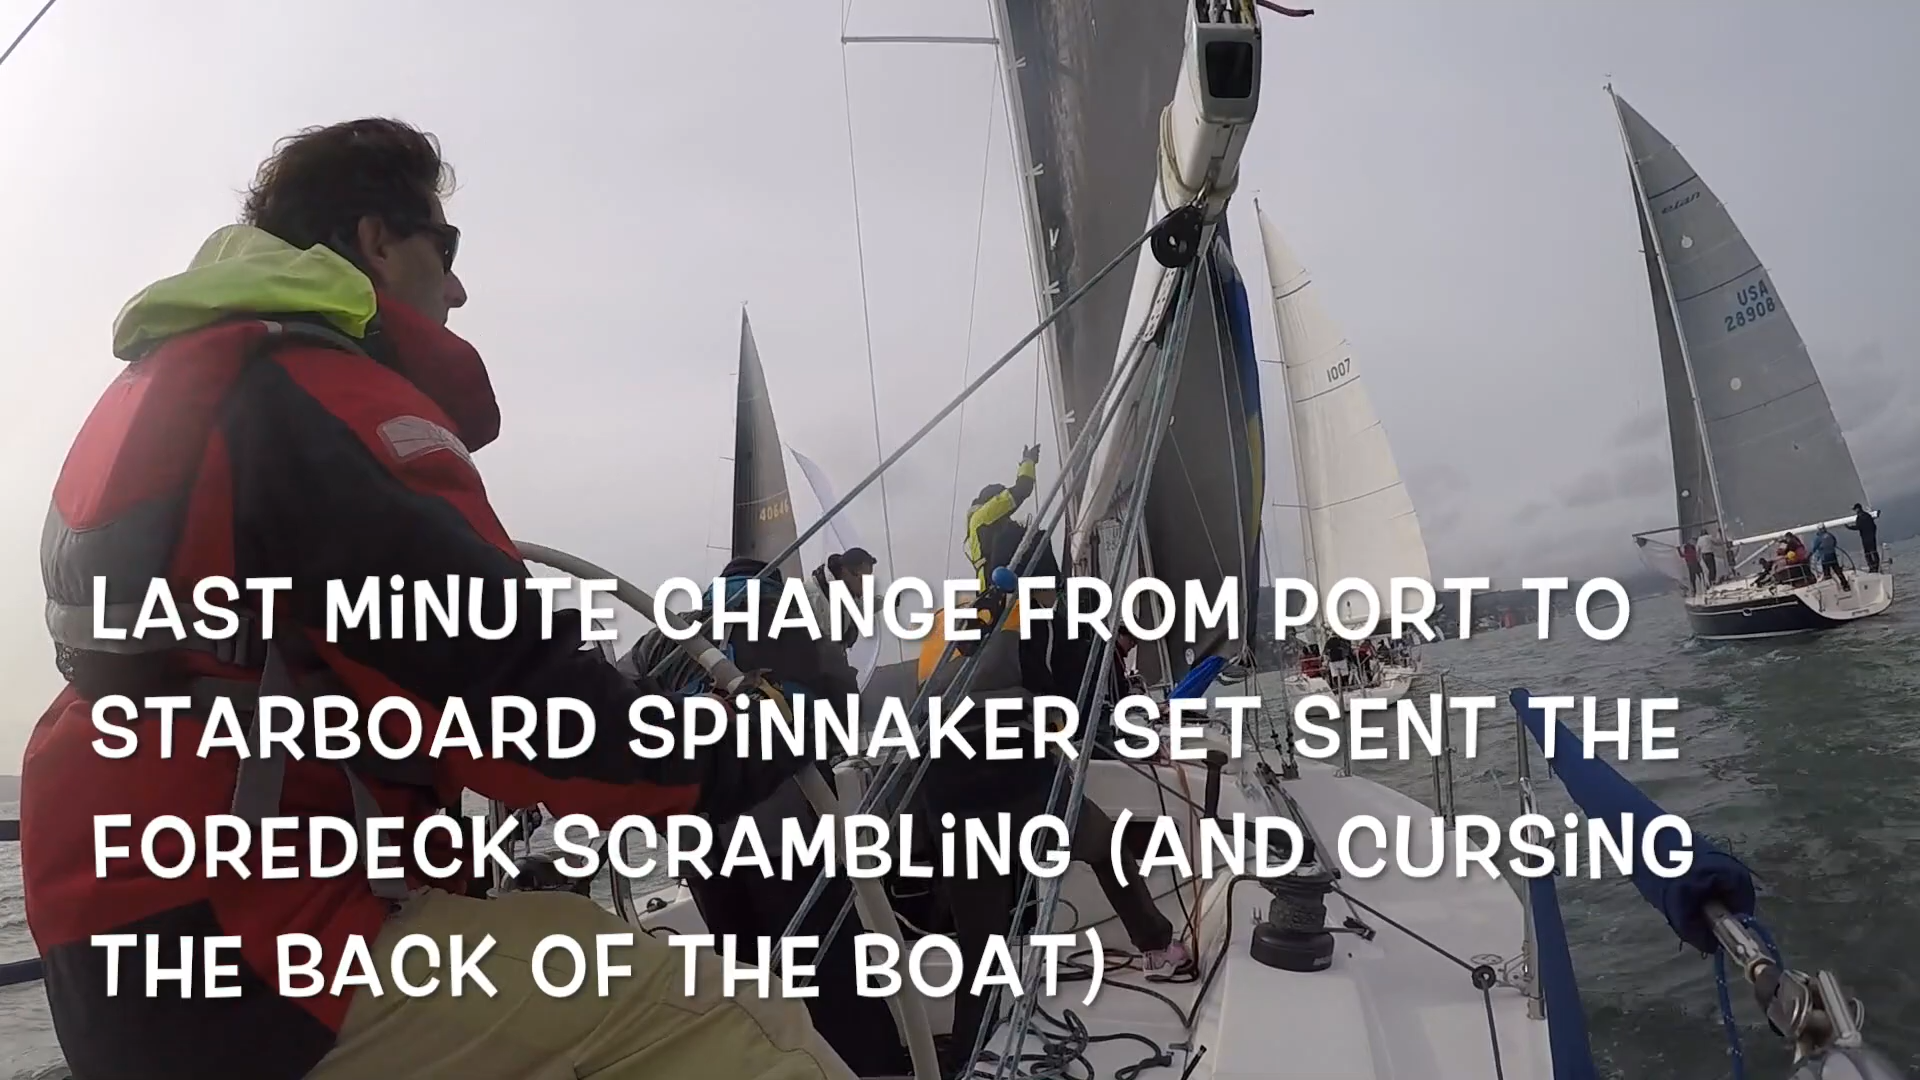 elan
USA
28908
1007
40646
LAST MiNUTE CHANGE FROM PORT TO
STARBOARD SPiNNAKER SET SENT THE
FOREDECK SCRAMBLiNG (AND CURSiNG
THE BACK OF THE BOAT)